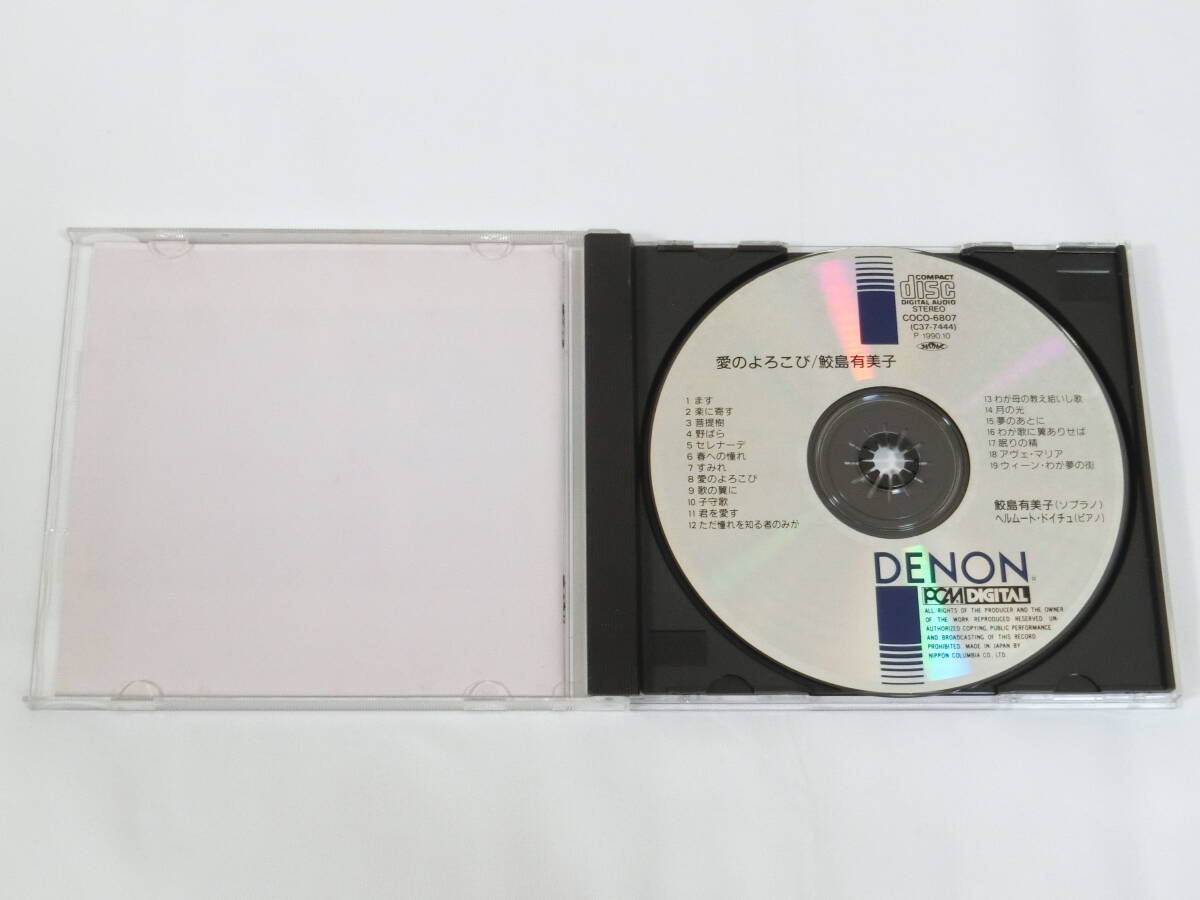 COMPACT
disc
DIGITAL AUDIO
STEREO
COCO-6807
(C37-7444)
P 1990.10
愛のよろこび/鮫島有美子
1 ます
2 楽に寄す
3 菩提樹
4 野ばら
5 セレナーデ
6 春への憧れ
7 すみれ
8 愛のよろこび
9 歌の翼に
10 子守歌
11 君を愛す
12 ただ憧れを知る者のみが
13 わが母の教え給いし歌
14 月の光
15 夢のあとに
16 わが歌に翼ありせば
17 眠りの精
18 アヴェ・マリア
19 ウィーン・わが夢の街
鮫島有美子(ソプラノ)
ヘルムート・ドイチュ(ピアノ)
DENON
PCM DIGITAL
ALL RIGHTS OF THE PRODUCER AND THE OWNER
OF THE WORK REPRODUCED RESERVED UN-
AUTHORIZED COPYING, PUBLIC PERFORMANCE
AND BROADCASTING OF THIS RECORD
PROHIBITED. MADE IN JAPAN BY
NIPPON COLUMBIA CO., LTD.